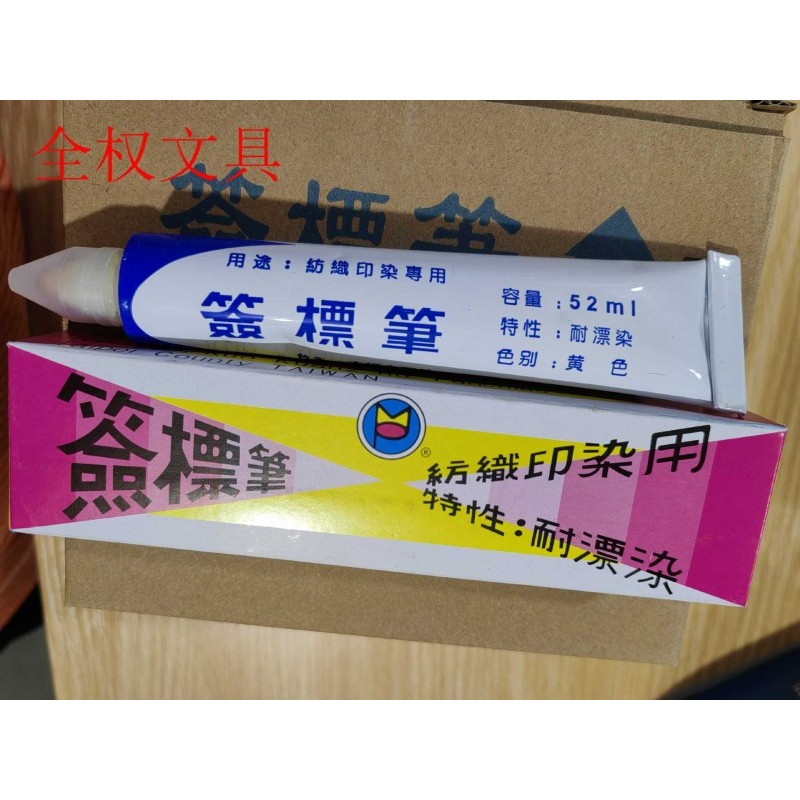 全权文具
簽標筆
用途：紡織印染專用
簽標筆
容量：52ml
特性：耐漂染
色別：黄 色
COUNTY TAIWAN
簽標筆
®
紡織印染用
特性：耐漂染